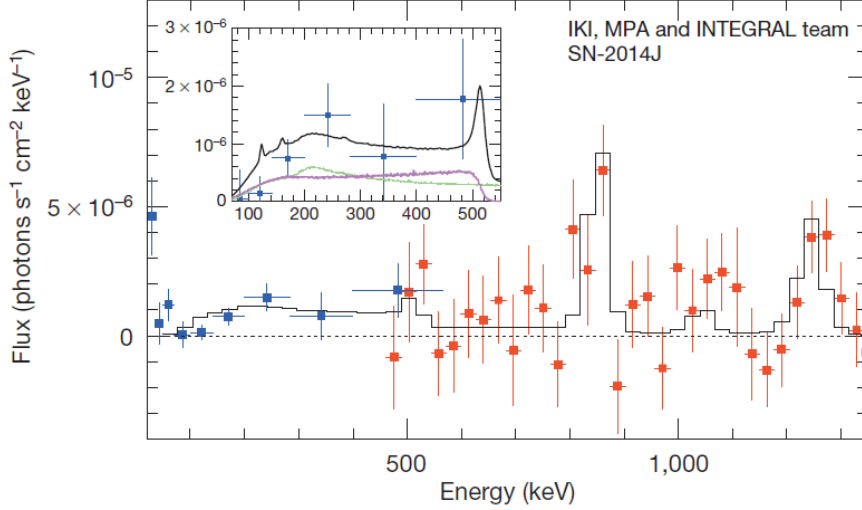 IKI, MPA and INTEGRAL team
SN-2014J
3 × 10⁻⁶
2 × 10⁻⁶
10⁻⁶
0
100 200 300 400 500
10⁻⁵
5 × 10⁻⁶
0
Flux (photons s⁻¹ cm⁻² keV⁻¹)
500 1,000
Energy (keV)